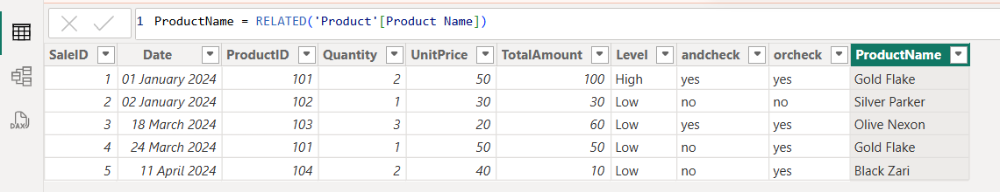 1 ProductName = RELATED('Product'[Product Name])
SaleID Date ProductID Quantity UnitPrice TotalAmount Level andcheck orcheck ProductName
1 01 January 2024 101 2 50 100 High yes yes Gold Flake
2 02 January 2024 102 1 30 30 Low no no Silver Parker
3 18 March 2024 103 3 20 60 Low yes yes Olive Nexon
4 24 March 2024 101 1 50 50 Low no yes Gold Flake
5 11 April 2024 104 2 40 10 Low no yes Black Zari
DAX